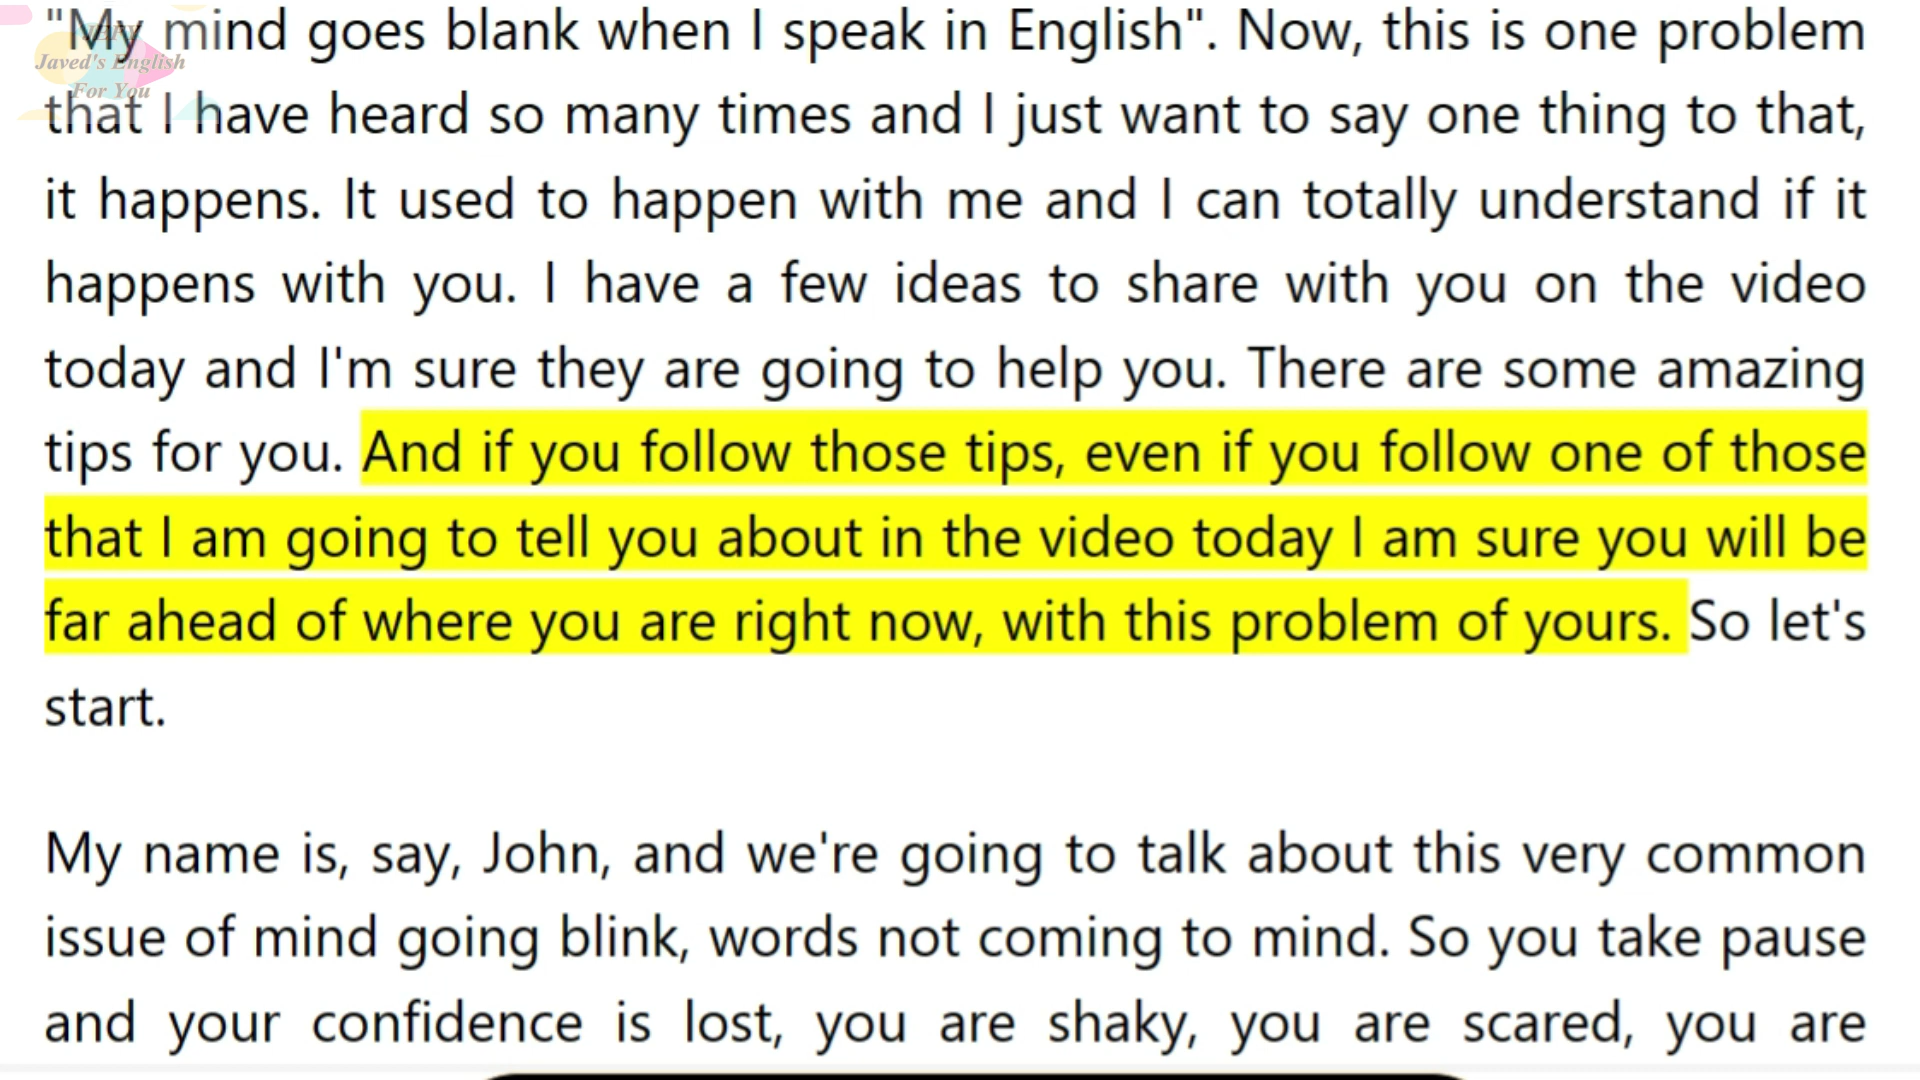 "My mind goes blank when I speak in English". Now, this is one problem
JEFY
Javed's English
For You
that I have heard so many times and I just want to say one thing to that,
it happens. It used to happen with me and I can totally understand if it
happens with you. I have a few ideas to share with you on the video
today and I'm sure they are going to help you. There are some amazing
tips for you. And if you follow those tips, even if you follow one of those
that I am going to tell you about in the video today I am sure you will be
far ahead of where you are right now, with this problem of yours. So let's
start.
My name is, say, John, and we're going to talk about this very common
issue of mind going blink, words not coming to mind. So you take pause
and your confidence is lost, you are shaky, you are scared, you are